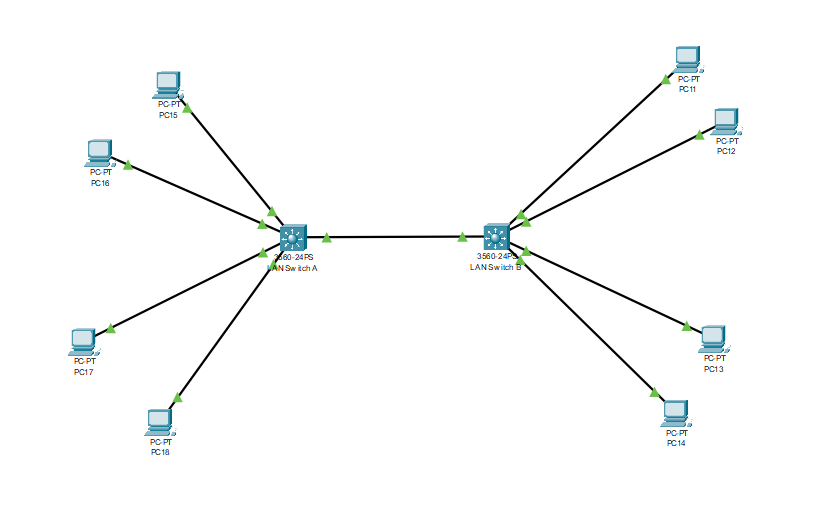 PC-PT
PC15
PC-PT
PC16
3560-24PS
LAN Switch A
PC-PT
PC17
PC-PT
PC18
PC-PT
PC11
PC-PT
PC12
3560-24PS
LAN Switch B
PC-PT
PC13
PC-PT
PC14